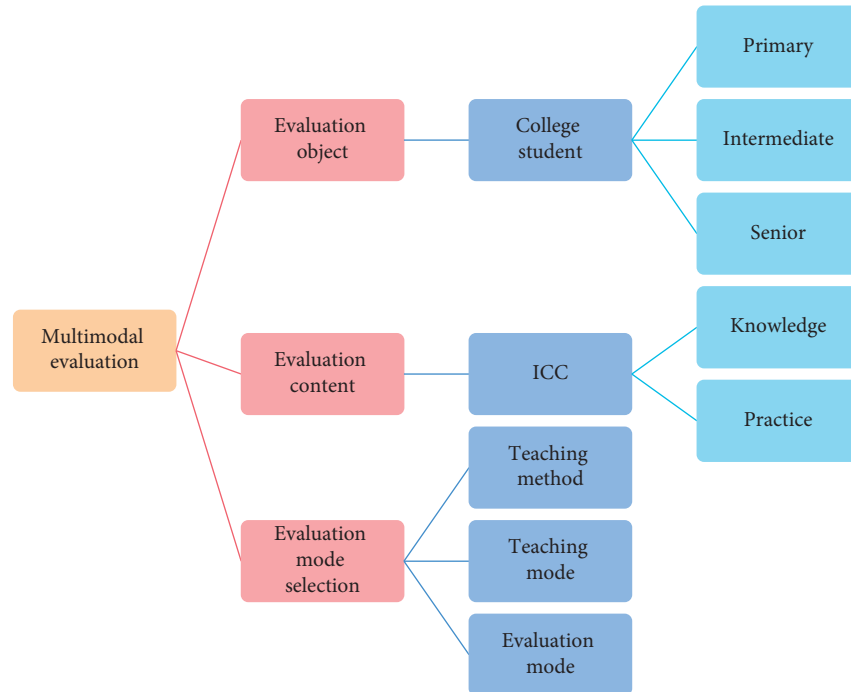 Multimodal
evaluation
Evaluation
object
College
student
Primary
Intermediate
Senior
Evaluation
content
ICC
Knowledge
Practice
Evaluation
mode
selection
Teaching
method
Teaching
mode
Evaluation
mode